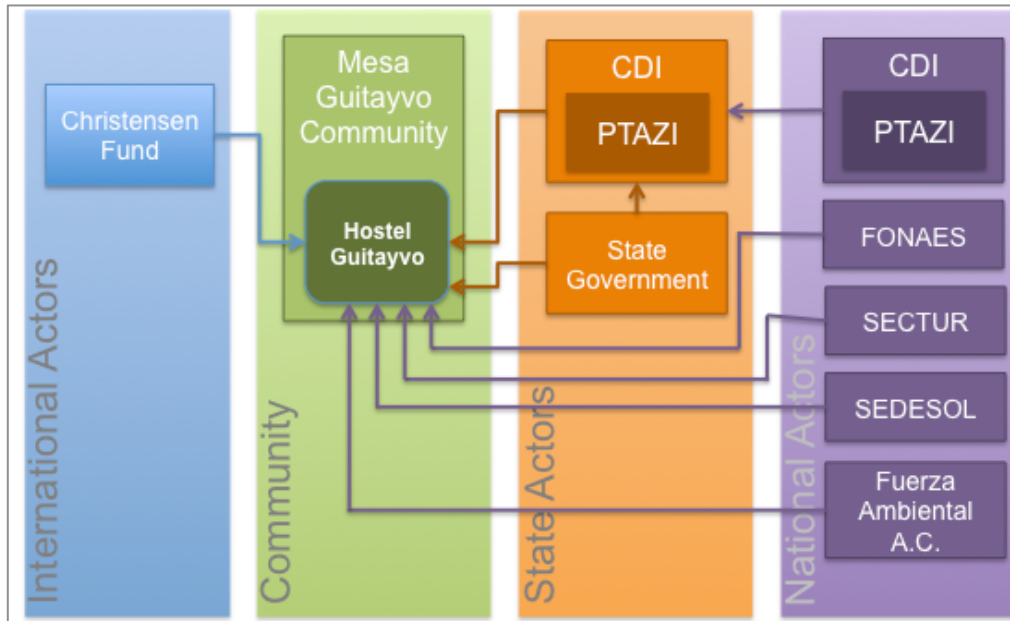 International Actors
Christensen
Fund
Community
Mesa
Guitayvo
Community
Hostel
Guitayvo
State Actors
CDI
PTAZI
State
Government
National Actors
CDI
PTAZI
FONAES
SECTUR
SEDESOL
Fuerza
Ambiental
A.C.